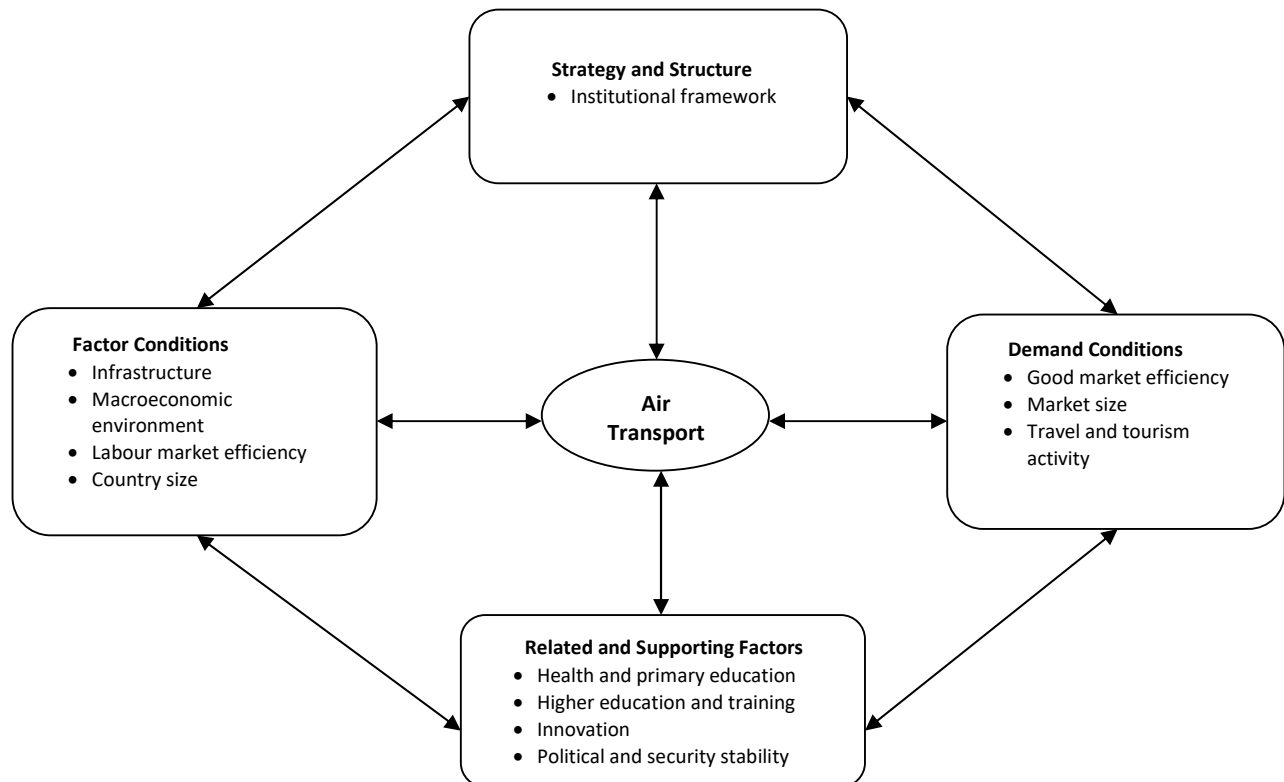 Strategy and Structure
• Institutional framework
Factor Conditions
• Infrastructure
• Macroeconomic
environment
• Labour market efficiency
• Country size
Air
Transport
Demand Conditions
• Good market efficiency
• Market size
• Travel and tourism
activity
Related and Supporting Factors
• Health and primary education
• Higher education and training
• Innovation
• Political and security stability